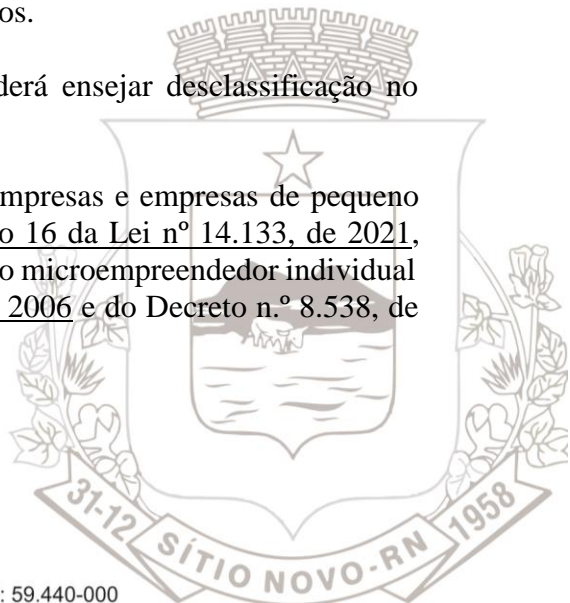 os.
derá ensejar desclassificação no
mpresas e empresas de pequeno
o 16 da Lei nº 14.133, de 2021,
o microempreendedor individual
2006 e do Decreto n.º 8.538, de
31-12 SÍTIO NOVO-RN 1958
: 59.440-000